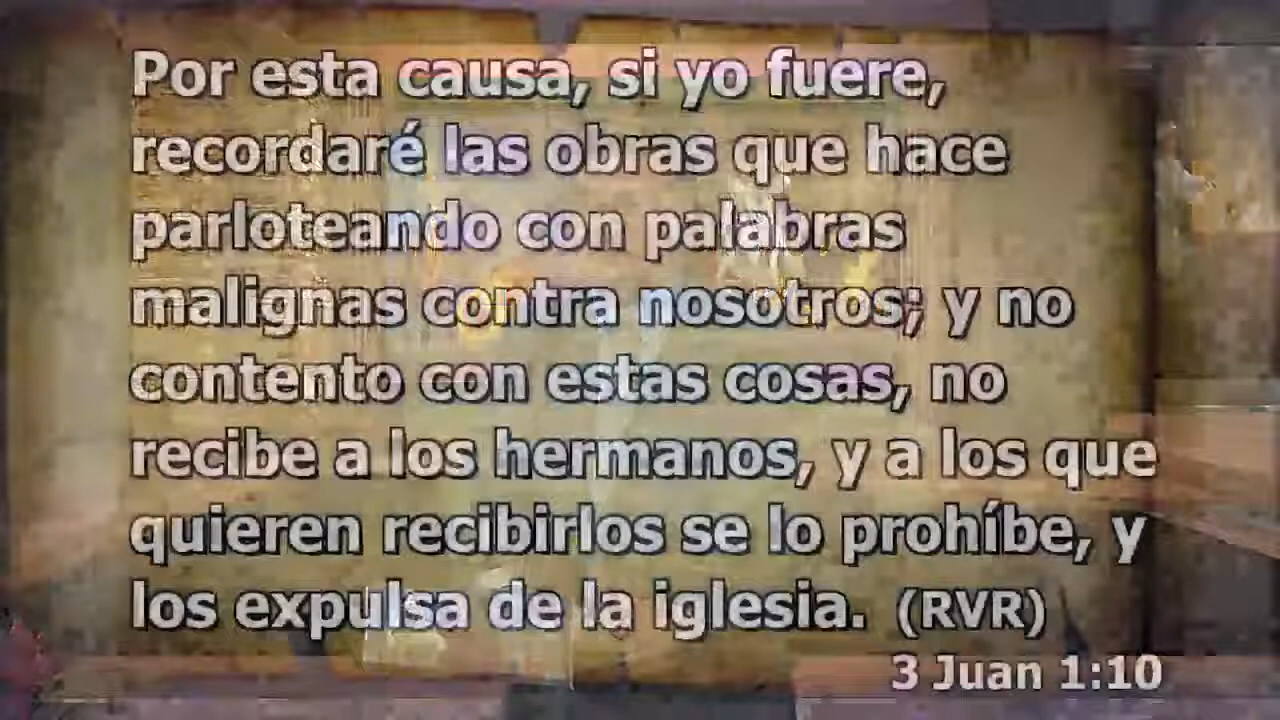 Por esta causa, si yo fuere,
recordaré las obras que hace
parloteando con palabras
malignas contra nosotros; y no
contento con estas cosas, no
recibe a los hermanos, y a los que
quieren recibirlos se lo prohíbe, y
los expulsa de la iglesia. (RVR)
3 Juan 1:10